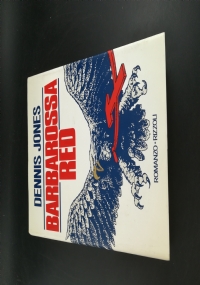 DENNIS JONES
BARBAROSSA
RED
ROMANZO-RIZZOLI